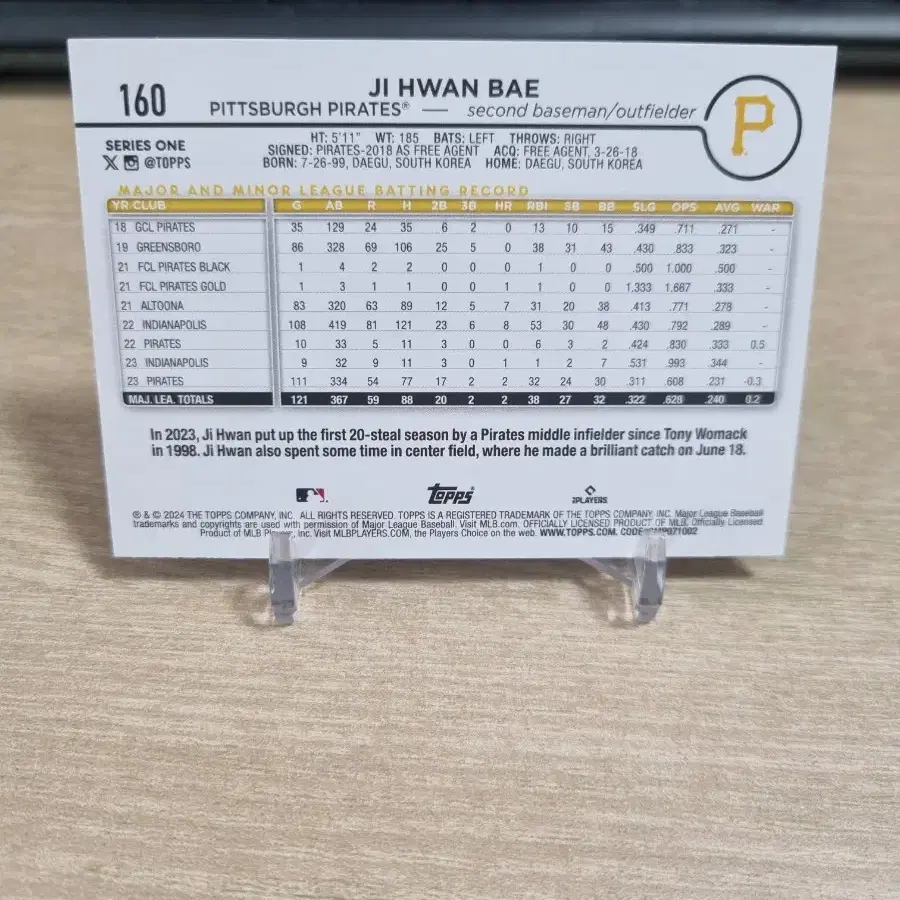 160
JI HWAN BAE
PITTSBURGH PIRATES® — second baseman/outfielder
P
SERIES ONE
X @TOPPS
HT: 5'11" WT: 185 BATS: LEFT THROWS: RIGHT
SIGNED: PIRATES-2018 AS FREE AGENT ACQ: FREE AGENT, 3-26-18
BORN: 7-26-99, DAEGU, SOUTH KOREA HOME: DAEGU, SOUTH KOREA
MAJOR AND MINOR LEAGUE BATTING RECORD
YR CLUB G AB R H 2B 3B HR RBI SB BB SLG OPS AVG WAR
18 GCL PIRATES 35 129 24 35 6 2 0 13 10 15 .349 .711 .271 -
19 GREENSBORO 86 328 69 106 25 5 0 38 31 43 .430 .833 .323 -
21 FCL PIRATES BLACK 1 4 2 2 0 0 0 1 0 0 .500 1.000 .500 -
21 FCL PIRATES GOLD 1 3 1 1 0 0 1 1 0 0 1.333 1.667 .333 -
21 ALTOONA 83 320 63 89 12 5 7 31 20 38 .413 .771 .278 -
22 INDIANAPOLIS 108 419 81 121 23 6 8 53 30 48 .430 .792 .289 -
22 PIRATES 10 33 5 11 3 0 0 6 3 2 .424 .830 .333 0.5
23 INDIANAPOLIS 9 32 9 11 3 0 1 1 2 7 .531 .993 .344 -
23 PIRATES 111 334 54 77 17 2 2 32 24 30 .311 .608 .231 -0.3
MAJ. LEA. TOTALS 121 367 59 88 20 2 2 38 27 32 .322 .628 .240 0.2
In 2023, Ji Hwan put up the first 20-steal season by a Pirates middle infielder since Tony Womack
in 1998. Ji Hwan also spent some time in center field, where he made a brilliant catch on June 18.
Topps
PLAYERS
® & © 2024 THE TOPPS COMPANY, INC. ALL RIGHTS RESERVED. TOPPS IS A REGISTERED TRADEMARK OF THE TOPPS COMPANY, INC. Major League Baseball
trademarks and copyrights are used with permission of Major League Baseball. Visit MLB.com. OFFICIALLY LICENSED PRODUCT OF MLB. Officially Licensed
Product of MLB Players, Inc. Visit MLBPLAYERS.COM, the Players Choice on the web. WWW.TOPPS.COM. CODE#CMP071002